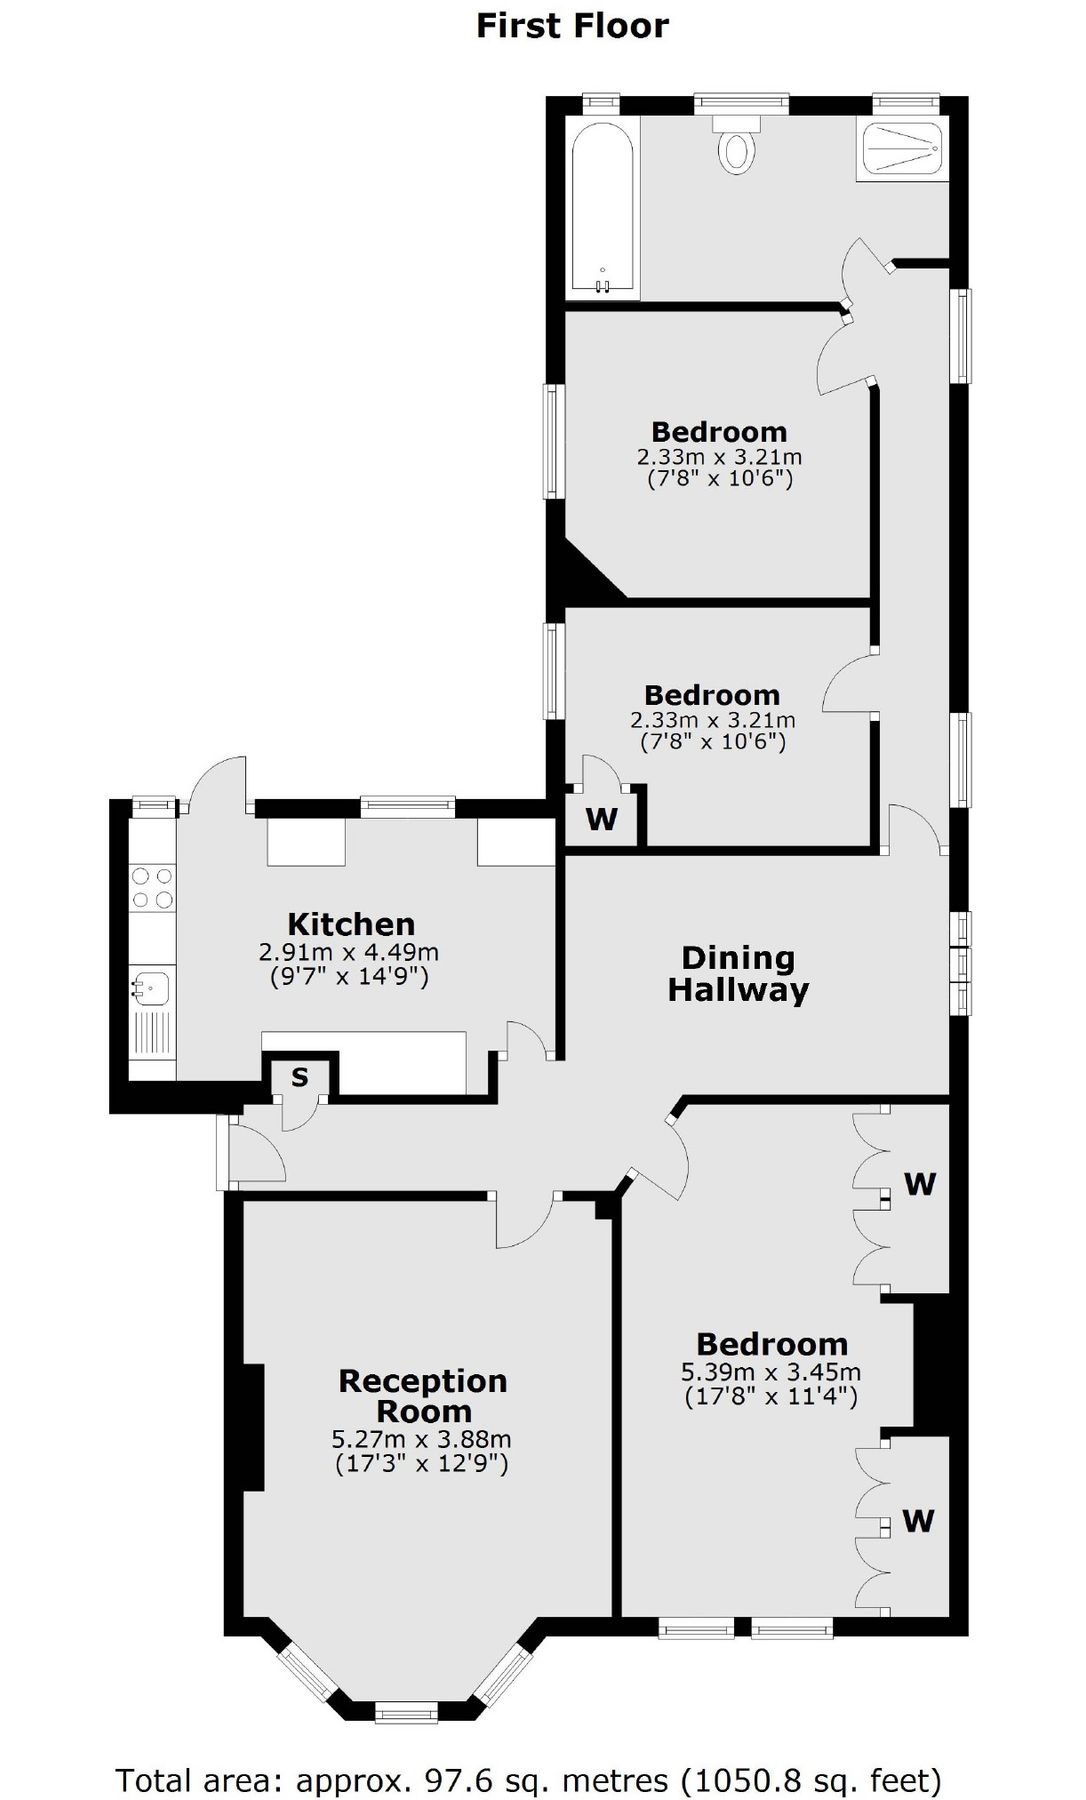 First Floor
Bedroom
2.33m x 3.21m
(7'8" x 10'6")
Bedroom
2.33m x 3.21m
(7'8" x 10'6")
W
Kitchen
2.91m x 4.49m
(9'7" x 14'9")
Dining
Hallway
S
W
Bedroom
5.39m x 3.45m
(17'8" x 11'4")
Reception
Room
5.27m x 3.88m
(17'3" x 12'9")
W
Total area: approx. 97.6 sq. metres (1050.8 sq. feet)